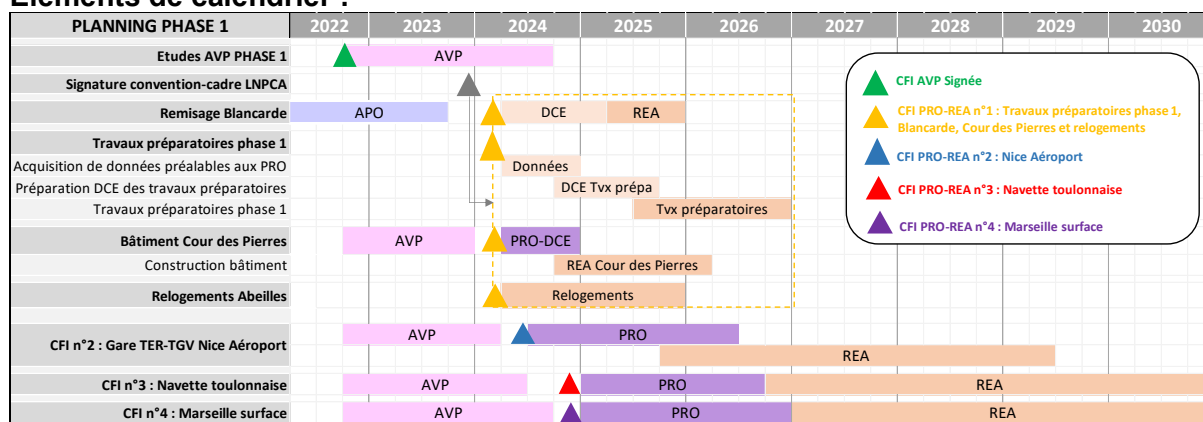 Eléments de calendrier :
PLANNING PHASE 1 2022 2023 2024 2025 2026 2027 2028 2029 2030
Etudes AVP PHASE 1 AVP
Signature convention-cadre LNPCA
Remisage Blancarde APO DCE REA
Travaux préparatoires phase 1
Acquisition de données préalables aux PRO Données
Préparation DCE des travaux préparatoires DCE Tvx prépa
Travaux préparatoires phase 1 Tvx préparatoires
Bâtiment Cour des Pierres AVP PRO-DCE
Construction bâtiment REA Cour des Pierres
Relogements Abeilles Relogements
CFI n°2 : Gare TER-TGV Nice Aéroport AVP PRO
REA
CFI n°3 : Navette toulonnaise AVP PRO REA
CFI n°4 : Marseille surface AVP PRO REA
CFI AVP Signée
CFI PRO-REA n°1 : Travaux préparatoires phase 1,
Blancarde, Cour des Pierres et relogements
CFI PRO-REA n°2 : Nice Aéroport
CFI PRO-REA n°3 : Navette toulonnaise
CFI PRO-REA n°4 : Marseille surface